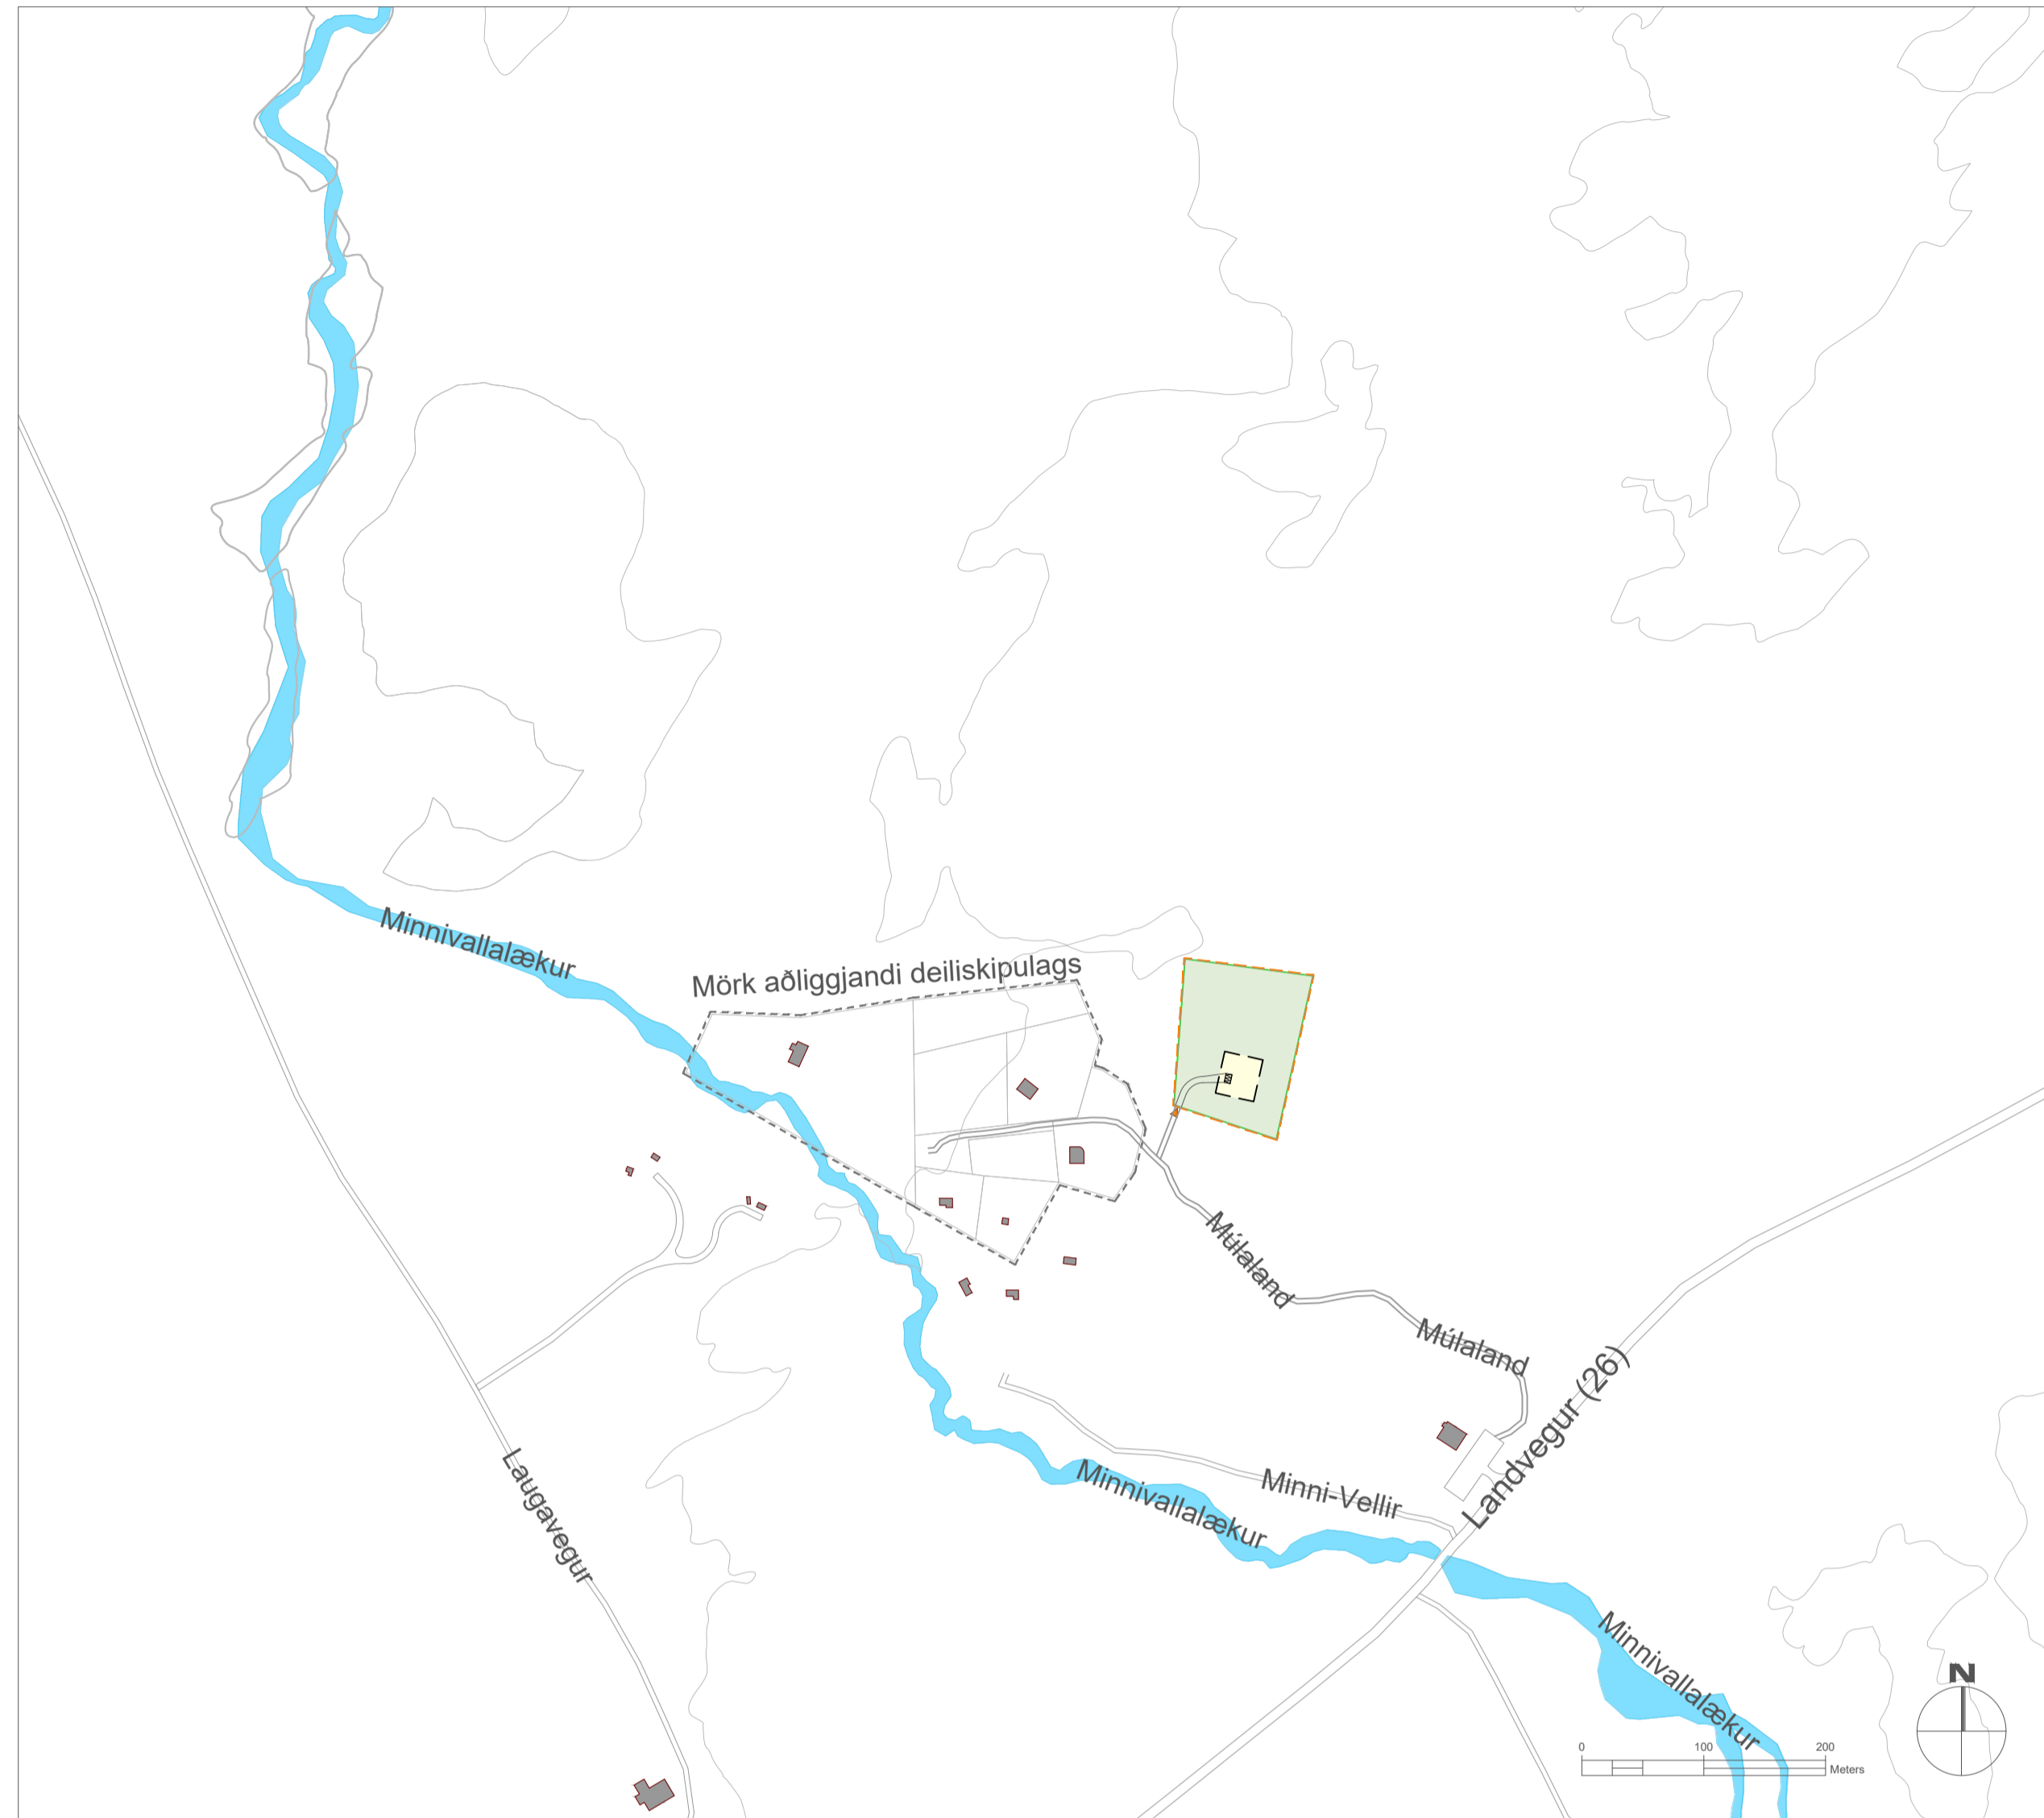 Minnivallalækur
Mörk aðliggjandi deiliskipulags
Múlaland
Múlaland
Landvegur (26)
Laugavegur
Minnivallalækur
Minni-Vellir
Minnivallalækur
N
0 100 200
Meters